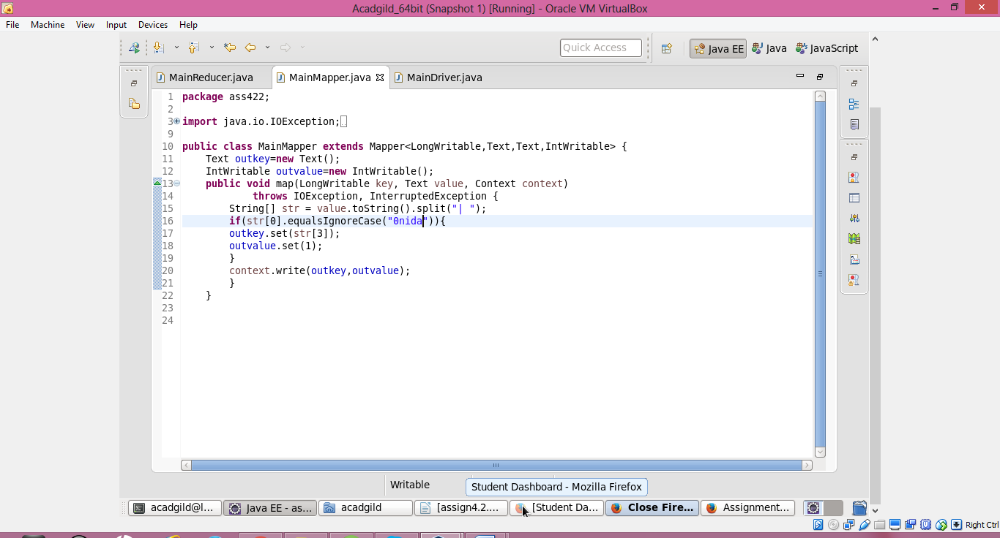 Acadgild_64bit (Snapshot 1) [Running] - Oracle VM VirtualBox
File Machine View Input Devices Help
Quick Access Java EE Java JavaScript
MainReducer.java MainMapper.java MainDriver.java
1 package ass422;
2
3 import java.io.IOException;
9
10 public class MainMapper extends Mapper<LongWritable,Text,Text,IntWritable> {
11 Text outkey=new Text();
12 IntWritable outvalue=new IntWritable();
13 public void map(LongWritable key, Text value, Context context)
14 throws IOException, InterruptedException {
15 String[] str = value.toString().split("| ");
16 if(str[0].equalsIgnoreCase("0nida")){
17 outkey.set(str[3]);
18 outvalue.set(1);
19 }
20 context.write(outkey,outvalue);
21 }
22 }
23
24
Writable
Student Dashboard - Mozilla Firefox
acadgild@l... Java EE - as... acadgild [assign4.2.... [Student Da... Close Fire... Assignment...
Right Ctrl